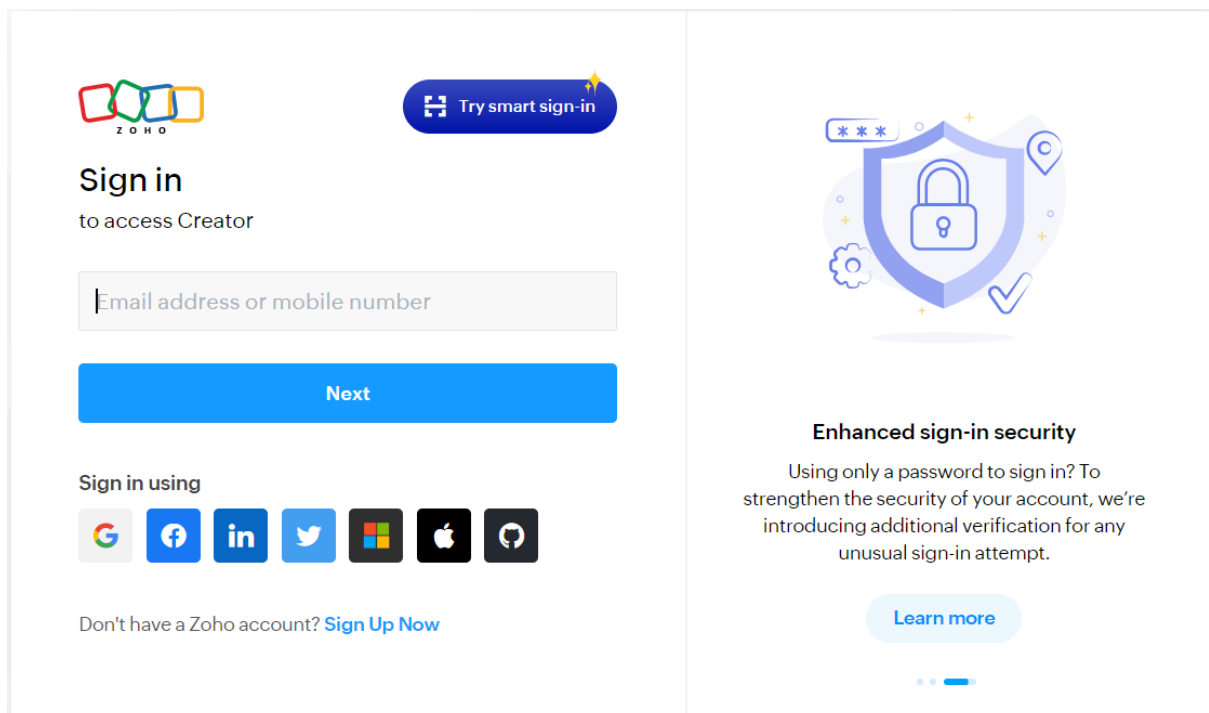 ZOHO
Try smart sign-in
Sign in
to access Creator
Email address or mobile number
Next
Sign in using
in
Don't have a Zoho account? Sign Up Now
* * *
Enhanced sign-in security
Using only a password to sign in? To
strengthen the security of your account, we’re
introducing additional verification for any
unusual sign-in attempt.
Learn more